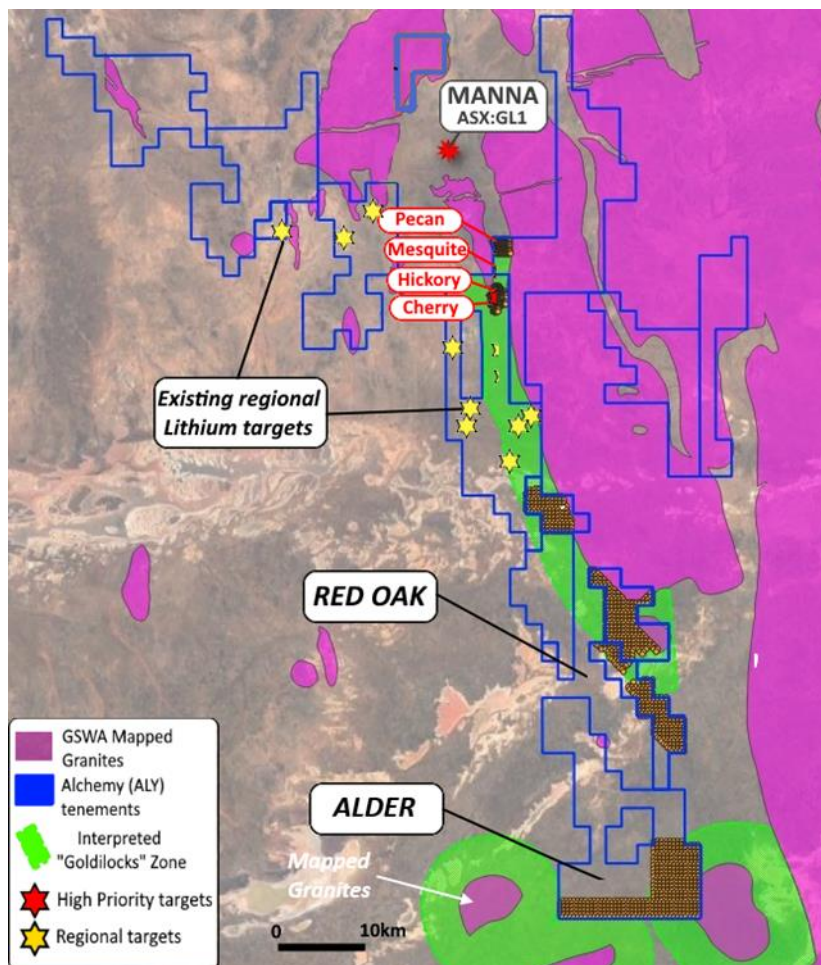 MANNA
ASX:GL1
Pecan
Mesquite
Hickory
Cherry
Existing regional
Lithium targets
RED OAK
ALDER
Mapped
Granites
GSWA Mapped
Granites
Alchemy (ALY)
tenements
Interpreted
"Goldilocks" Zone
High Priority targets
Regional targets
0
10km